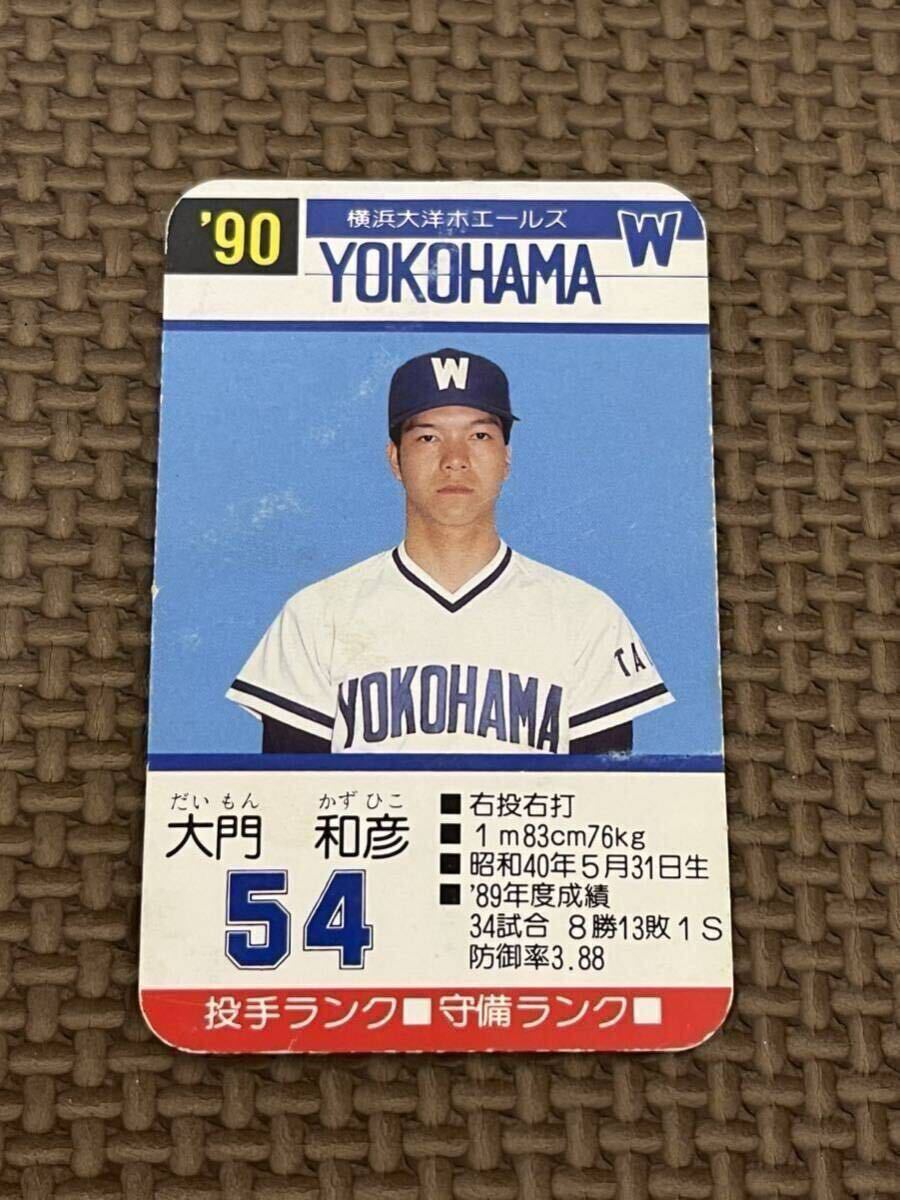 '90
横浜大洋ホエールズ
YOKOHAMA
W
W
TA
YOKOHAMA
だいもん かずひこ
大門 和彦
54
■右投右打
■1m83cm76kg
■昭和40年5月31日生
■'89年度成績
34試合 8勝13敗1S
防御率3.88
投手ランク□守備ランク□